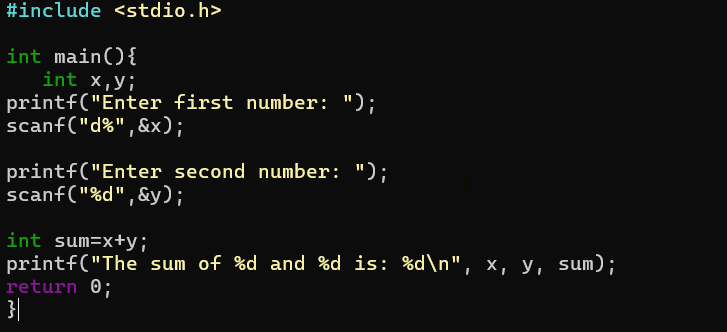 #include <stdio.h>

int main(){
   int x,y;
printf("Enter first number: ");
scanf("d%",&x);

printf("Enter second number: ");
scanf("%d",&y);

int sum=x+y;
printf("The sum of %d and %d is: %d\n", x, y, sum);
return 0;
}